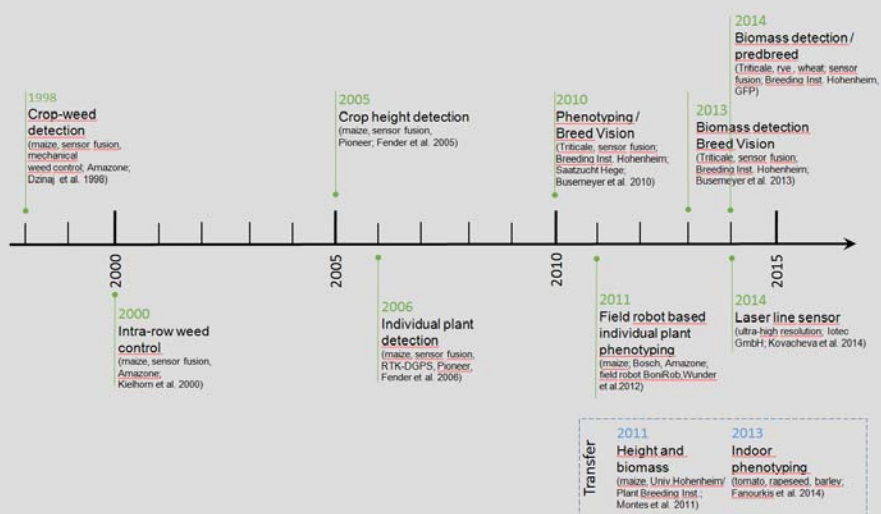 2014
Biomass detection /
predbreed
(Triticale, rye , wheat; sensor
fusion; Breeding Inst. Hohenheim,
GFP)
1998
Crop-weed
detection
(maize, sensor fusion,
mechanical
weed control; Amazone;
Dzinaj et al. 1998)
2005
Crop height detection
(maize, sensor fusion,
Pioneer; Fender et al. 2005)
2010
Phenotyping /
Breed Vision
(Triticale, sensor fusion;
Breeding Inst. Hohenheim;
Saatzucht Hege;
Busemeyer et al. 2010)
2013
Biomass detection
Breed Vision
(Triticale, sensor fusion;
Breeding Inst. Hohenheim;
Busemeyer et al. 2013)
2000
2005
2010
2015
2000
Intra-row weed
control
(maize, sensor fusion,
Amazone;
Kielhorn et al. 2000)
2006
Individual plant
detection
(maize, sensor fusion,
RTK-DGPS, Pioneer,
Fender et al. 2006)
2011
Field robot based
individual plant
phenotyping
(maize; Bosch, Amazone;
field robot BoniRob,Wunder
et al.2012)
2014
Laser line sensor
(ultra-high resolution; Iotec
GmbH; Kovacheva et al. 2014)
Transfer
2011
Height and
biomass
(maize, Univ.Hohenheim/
Plant Breeding Inst.;
Montes et al. 2011)
2013
Indoor
phenotyping
(tomato, rapeseed, barley;
Fanourkis et al. 2014)